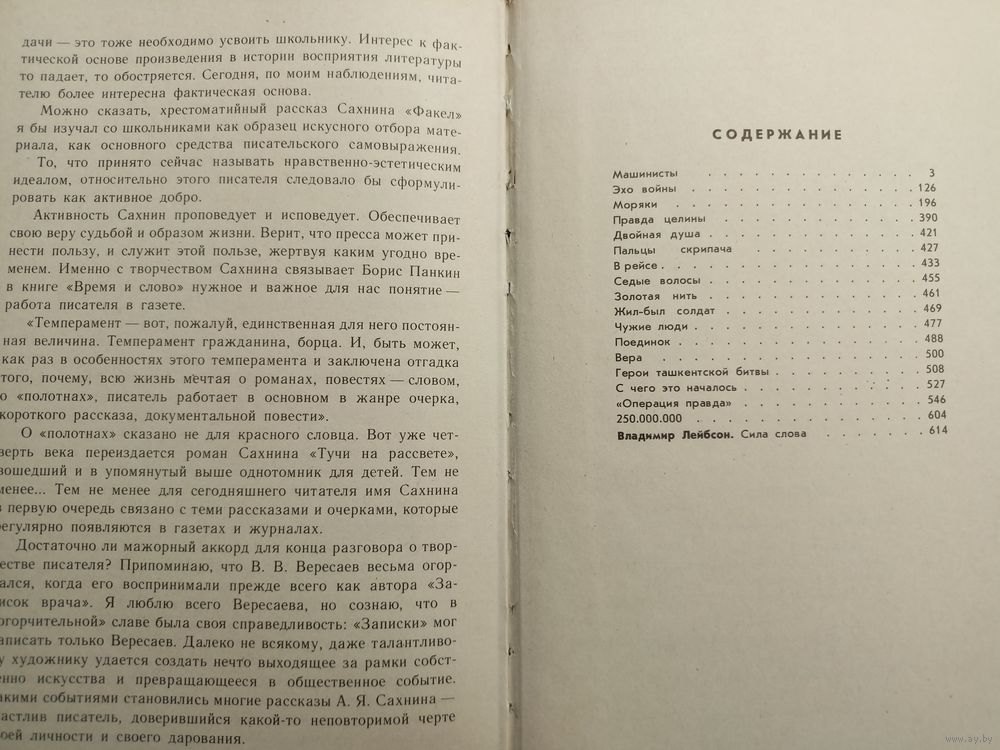 дачи — это тоже необходимо усвоить школьнику. Интерес к фак-
тической основе произведения в истории восприятия литературы
то падает, то обостряется. Сегодня, по моим наблюдениям, чита-
телю более интересна фактическая основа.
Можно сказать, хрестоматийный рассказ Сахнина «Факел»
я бы изучал со школьниками как образец искусного отбора мате-
риала, как основного средства писательского самовыражения.
То, что принято сейчас называть нравственно-эстетическим
идеалом, относительно этого писателя следовало бы сформули-
ровать как активное добро.
Активность Сахнин проповедует и исповедует. Обеспечивает
свою веру судьбой и образом жизни. Верит, что пресса может при-
нести пользу, и служит этой пользе, жертвуя каким угодно вре-
менем. Именно с творчеством Сахнина связывает Борис Панкин
в книге «Время и слово» нужное и важное для нас понятие —
работа писателя в газете.
«Темперамент — вот, пожалуй, единственная для него постоян-
ная величина. Темперамент гражданина, борца. И, быть может,
как раз в особенностях этого темперамента и заключена отгадка
того, почему, всю жизнь мечтая о романах, повестях — словом,
о «полотнах», писатель работает в основном в жанре очерка,
короткого рассказа, документальной повести».
О «полотнах» сказано не для красного словца. Вот уже чет-
верть века переиздается роман Сахнина «Тучи на рассвете»,
вошедший и в упомянутый выше однотомник для детей. Тем не
менее... Тем не менее для сегодняшнего читателя имя Сахнина
в первую очередь связано с теми рассказами и очерками, которые
регулярно появляются в газетах и журналах.
Достаточно ли мажорный аккорд для конца разговора о твор-
естве писателя? Припоминаю, что В. В. Вересаев весьма огор-
ался, когда его воспринимали прежде всего как автора «За-
исок врача». Я люблю всего Вересаева, но сознаю, что в
огорчительной» славе была своя справедливость: «Записки» мог
аписать только Вересаев. Далеко не всякому, даже талантливо-
у художнику удается создать нечто выходящее за рамки собст-
енно искусства и превращающееся в общественное событие.
акими событиями становились многие рассказы А. Я. Сахнина —
астлив писатель, доверившийся какой-то неповторимой черте
оей личности и своего дарования.
СОДЕРЖАНИЕ
Машинисты . . . . . . . . . . . . . 3
Эхо войны . . . . . . . . . . . . . 126
Моряки . . . . . . . . . . . . . 196
Правда целины . . . . . . . . . . . . 390
Двойная душа . . . . . . . . . . . . 421
Пальцы скрипача . . . . . . . . . . 427
В рейсе . . . . . . . . . . . . . . 433
Седые волосы . . . . . . . . . . . . 455
Золотая нить . . . . . . . . . . . . 461
Жил-был солдат . . . . . . . . . . . 469
Чужие люди . . . . . . . . . . . . . 477
Поединок . . . . . . . . . . . . . 488
Вера . . . . . . . . . . . . . . 500
Герои ташкентской битвы . . . . . . . . . 508
С чего это началось . . . . . . . . . . 527
«Операция правда» . . . . . . . . . . 546
250.000.000 . . . . . . . . . . . . . 604
Владимир Лейбсон. Сила слова . . . . . . 614
www.ay.by